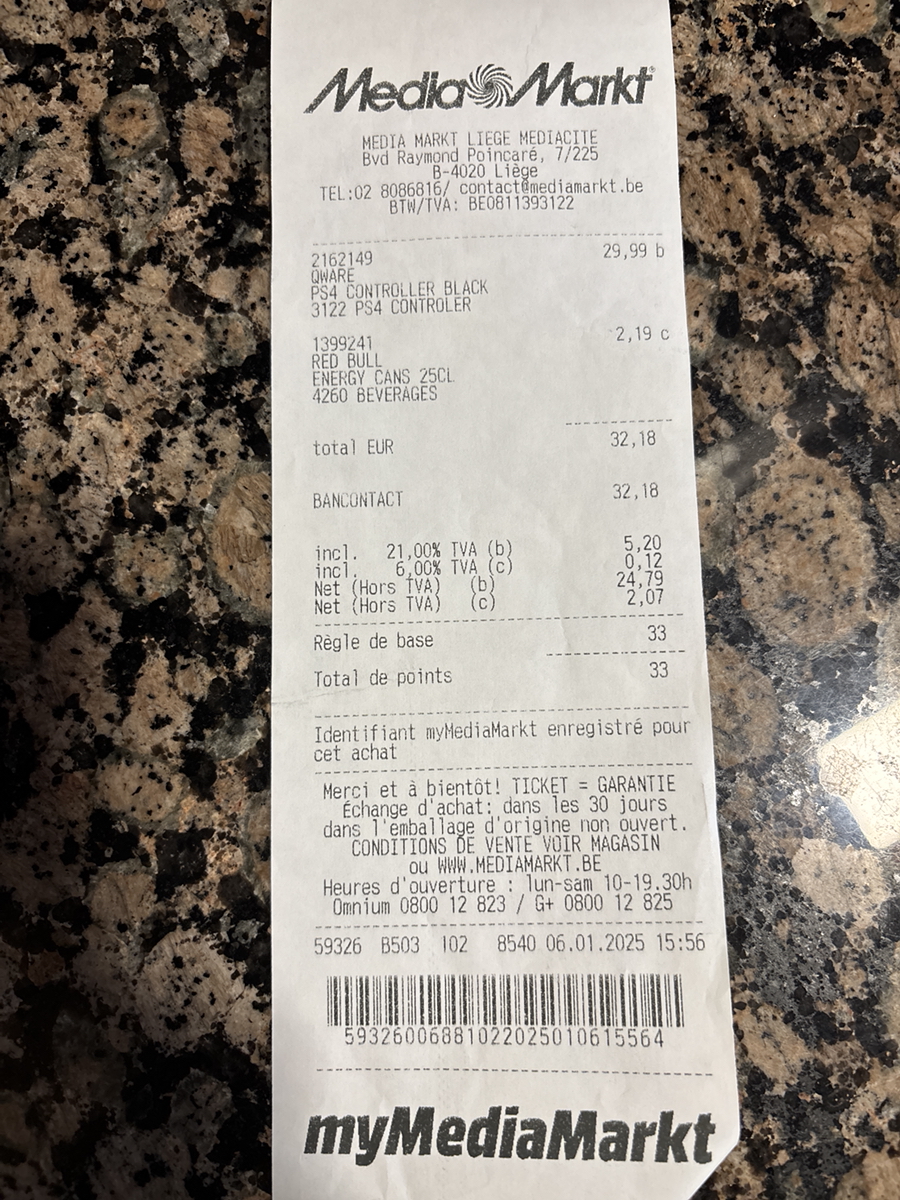 Media Markt
MEDIA MARKT LIEGE MEDIACITE
Bvd Raymond Poincaré, 7/225
B-4020 Liège
TEL:02 8086816/ contact@mediamarkt.be
BTW/TVA: BE0811393122
2162149 29,99 b
QWARE
PS4 CONTROLLER BLACK
3122 PS4 CONTROLER
1399241 2,19 c
RED BULL
ENERGY CANS 25CL
4260 BEVERAGES
total EUR 32,18
BANCONTACT 32,18
incl. 21,00% TVA (b) 5,20
incl. 6,00% TVA (c) 0,12
Net (Hors TVA) (b) 24,79
Net (Hors TVA) (c) 2,07
Règle de base 33
Total de points 33
Identifiant myMediaMarkt enregistré pour
cet achat
Merci et à bientôt! TICKET = GARANTIE
Échange d'achat: dans les 30 jours
dans l'emballage d'origine non ouvert.
CONDITIONS DE VENTE VOIR MAGASIN
ou WWW.MEDIAMARKT.BE
Heures d'ouverture : lun-sam 10-19.30h
Omnium 0800 12 823 / G+ 0800 12 825
59326 B503 102 8540 06.01.2025 15:56
5932600688102202501061556​4
myMediaMarkt